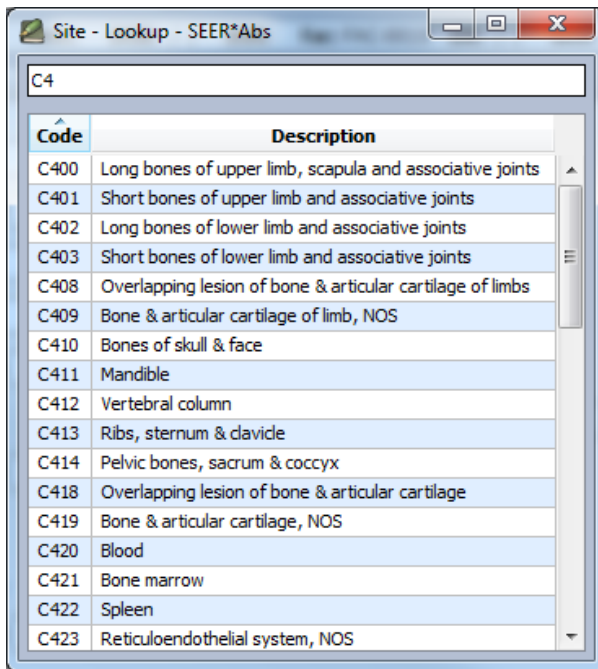 Site - Lookup - SEER*Abs
C4
Code Description
C400 Long bones of upper limb, scapula and associative joints
C401 Short bones of upper limb and associative joints
C402 Long bones of lower limb and associative joints
C403 Short bones of lower limb and associative joints
C408 Overlapping lesion of bone & articular cartilage of limbs
C409 Bone & articular cartilage of limb, NOS
C410 Bones of skull & face
C411 Mandible
C412 Vertebral column
C413 Ribs, sternum & clavicle
C414 Pelvic bones, sacrum & coccyx
C418 Overlapping lesion of bone & articular cartilage
C419 Bone & articular cartilage, NOS
C420 Blood
C421 Bone marrow
C422 Spleen
C423 Reticuloendothelial system, NOS